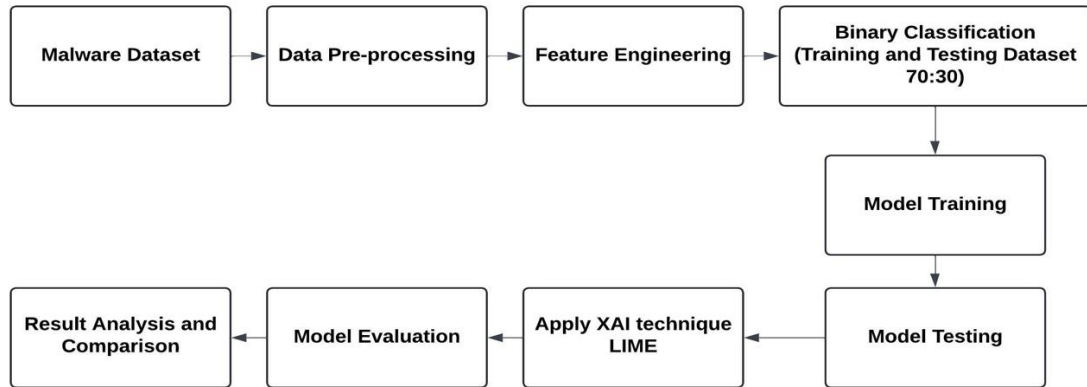 Malware Dataset
Data Pre-processing
Feature Engineering
Binary Classification
(Training and Testing Dataset
70:30)
Model Training
Model Testing
Apply XAI technique
LIME
Model Evaluation
Result Analysis and
Comparison